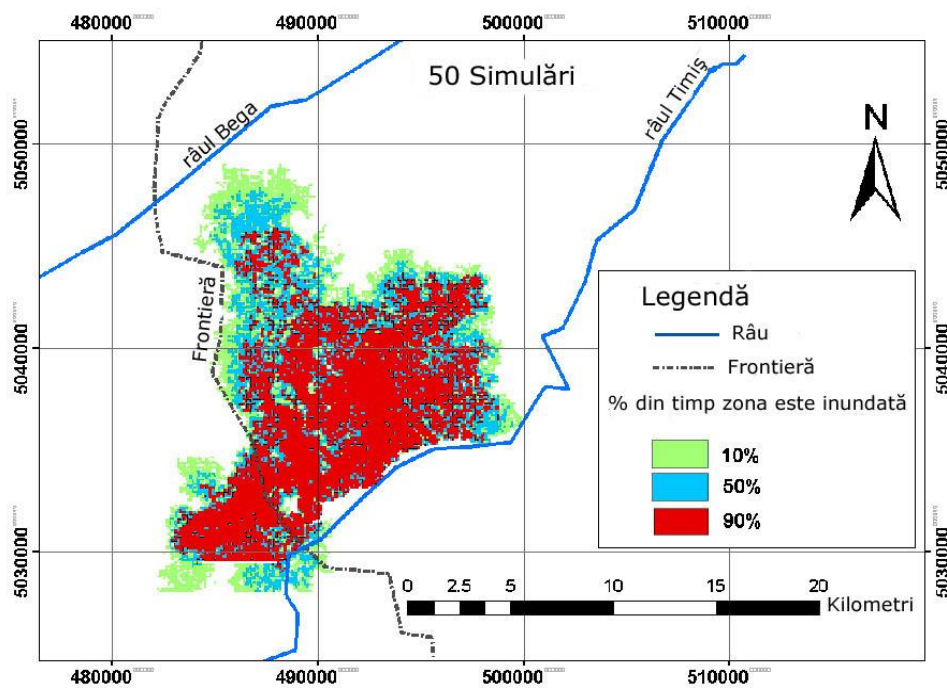 480000 490000 500000 510000
50 Simulări
râul Bega
râul Timiș
N
5050000
5050000
Legendă
Râu
Frontieră
% din timp zona este inundată
10%
50%
90%
Frontieră
5040000
5040000
5030000
5030000
0 2.5 5 10 15 20
Kilometri
480000 490000 500000 510000